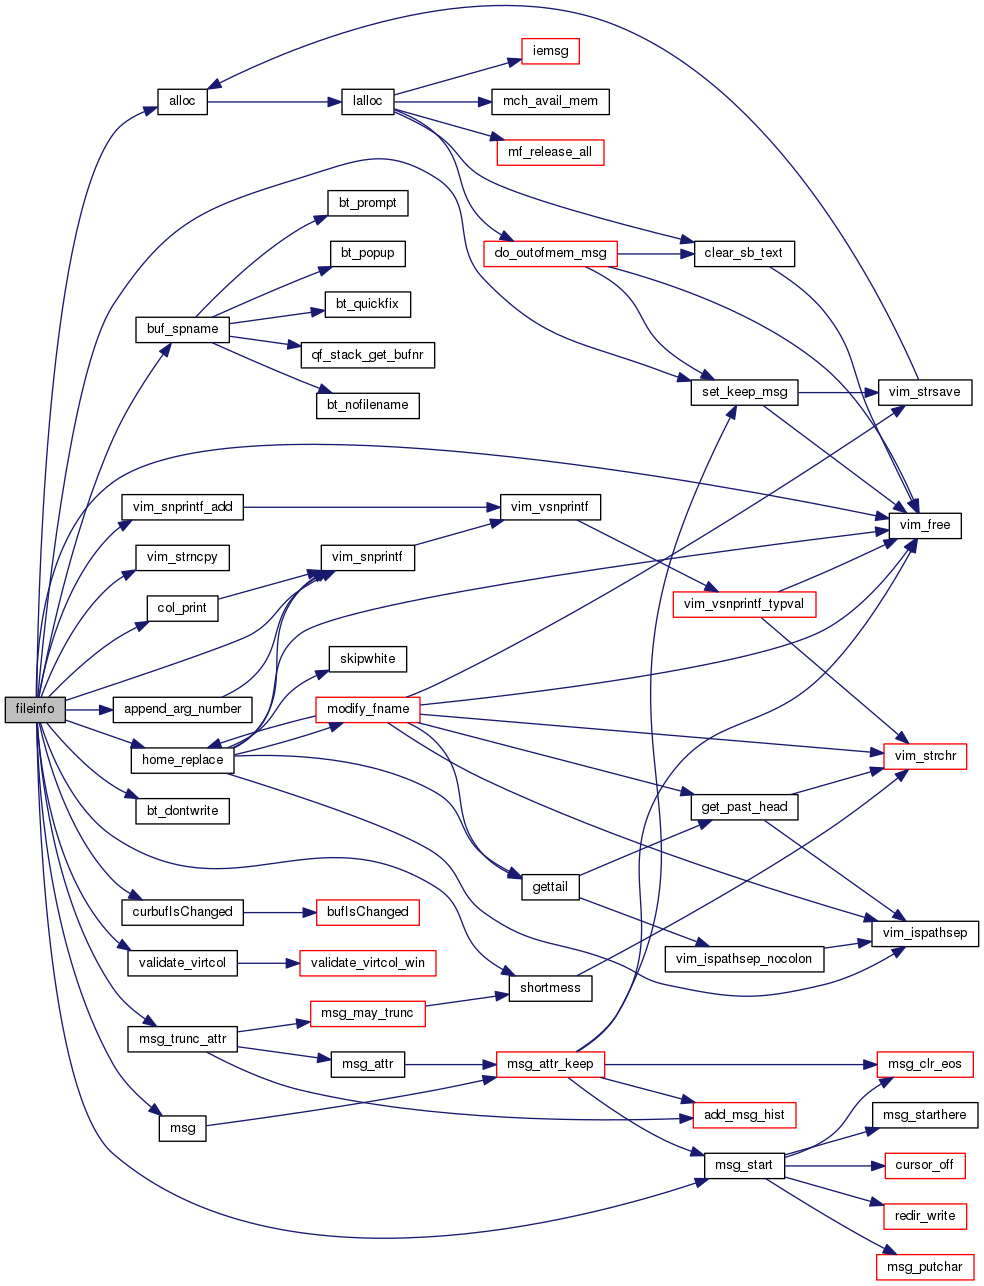 iemsg
alloc
lalloc
mch_avail_mem
mf_release_all
bt_prompt
bt_popup
do_outofmem_msg
clear_sb_text
bt_quickfix
buf_spname
qf_stack_get_bufnr
set_keep_msg
vim_strsave
bt_nofilename
vim_snprintf_add
vim_vsnprintf
vim_free
vim_strncpy
vim_snprintf
col_print
vim_vsnprintf_typval
skipwhite
fileinfo
append_arg_number
modify_fname
home_replace
vim_strchr
bt_dontwrite
get_past_head
gettail
curbufIsChanged
bufIsChanged
vim_ispathsep
validate_virtcol
validate_virtcol_win
vim_ispathsep_nocolon
shortmess
msg_may_trunc
msg_trunc_attr
msg_attr
msg_attr_keep
msg_clr_eos
add_msg_hist
msg_starthere
msg
msg_start
cursor_off
redir_write
msg_putchar